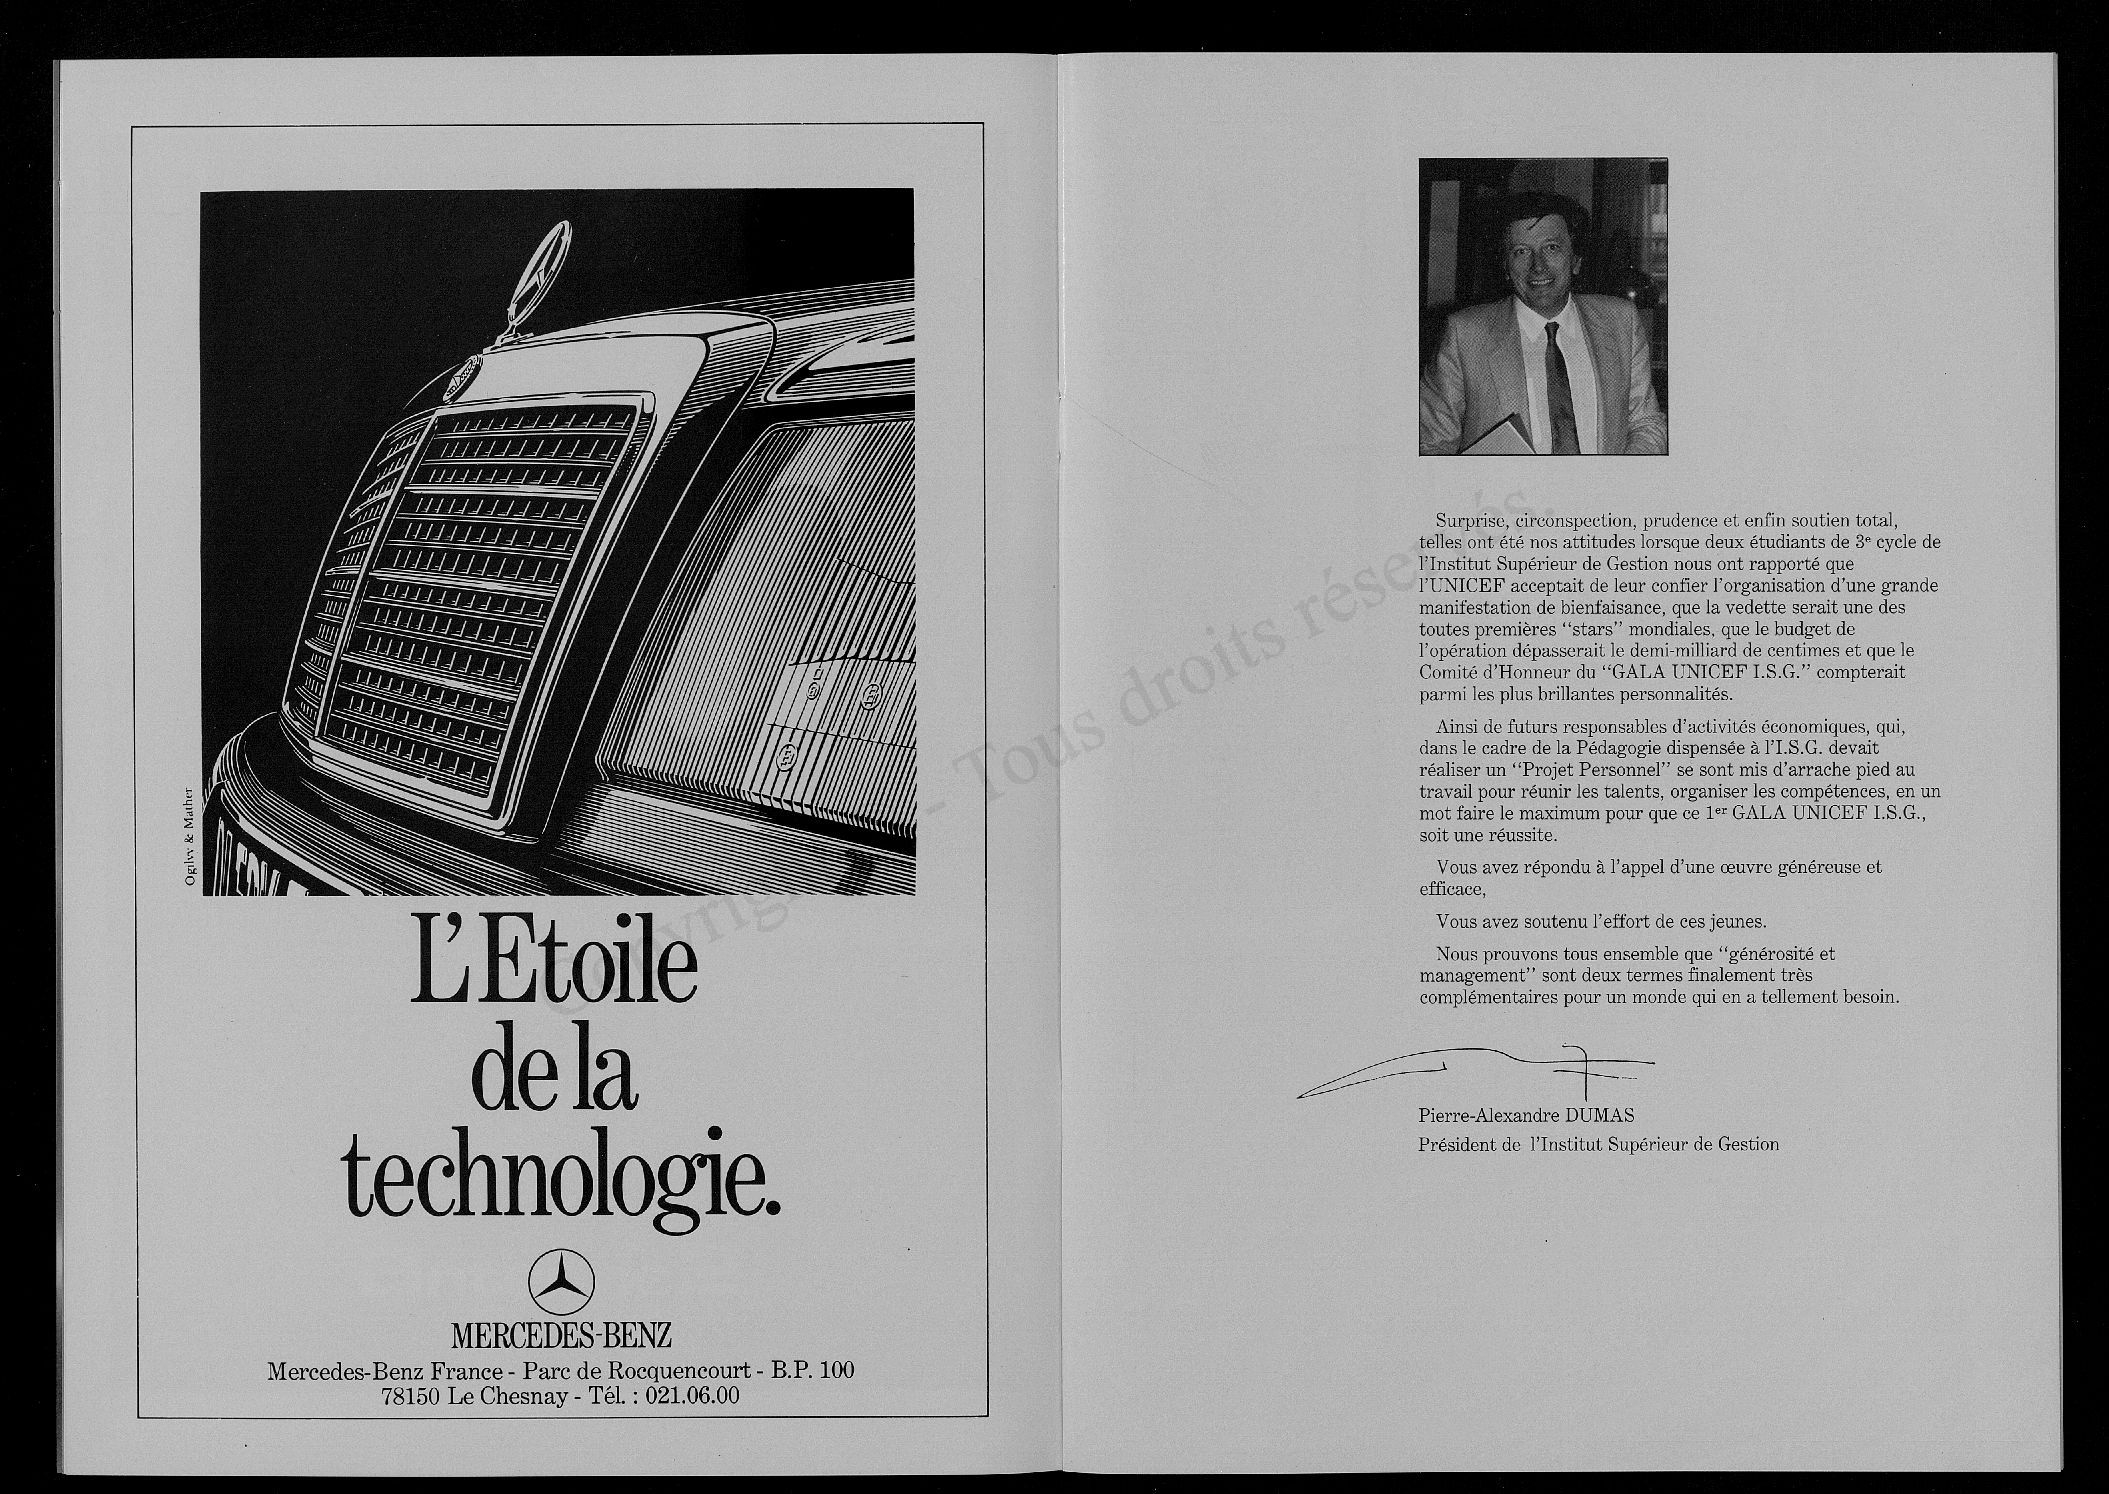 Ogilvy & Mather
L'Etoile
de la
technologie.
MERCEDES-BENZ
Mercedes-Benz France - Parc de Rocquencourt - B.P. 100
78150 Le Chesnay - Tél. : 021.06.00
Surprise, circonspection, prudence et enfin soutien total,
telles ont été nos attitudes lorsque deux étudiants de 3e cycle de
l'Institut Supérieur de Gestion nous ont rapporté que
l'UNICEF acceptait de leur confier l'organisation d'une grande
manifestation de bienfaisance, que la vedette serait une des
toutes premières "stars" mondiales, que le budget de
l'opération dépasserait le demi-milliard de centimes et que le
Comité d'Honneur du "GALA UNICEF I.S.G." compterait
parmi les plus brillantes personnalités.
Ainsi de futurs responsables d'activités économiques, qui,
dans le cadre de la Pédagogie dispensée à l'I.S.G. devait
réaliser un "Projet Personnel" se sont mis d'arrache pied au
travail pour réunir les talents, organiser les compétences, en un
mot faire le maximum pour que ce 1er GALA UNICEF I.S.G.,
soit une réussite.
Vous avez répondu à l'appel d'une œuvre généreuse et
efficace,
Vous avez soutenu l'effort de ces jeunes.
Nous prouvons tous ensemble que "générosité et
management" sont deux termes finalement très
complémentaires pour un monde qui en a tellement besoin.
Pierre-Alexandre DUMAS
Président de l'Institut Supérieur de Gestion
Copyright - Tous droits réservés.